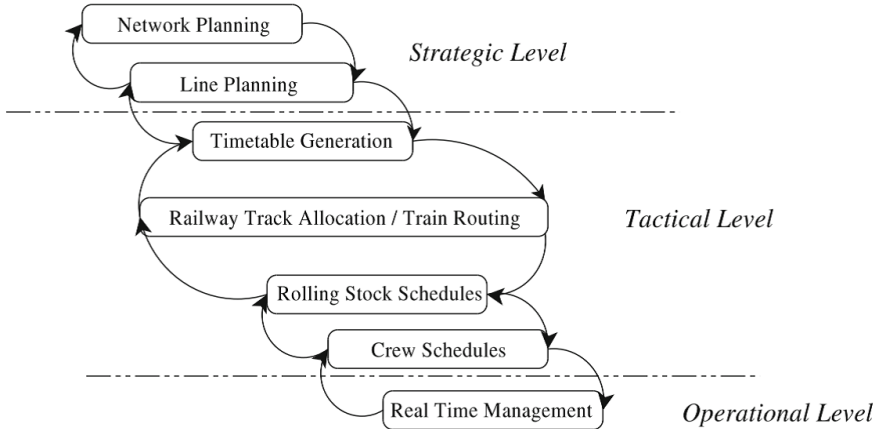 Network Planning
Strategic Level
Line Planning
Timetable Generation
Railway Track Allocation / Train Routing
Tactical Level
Rolling Stock Schedules
Crew Schedules
Real Time Management
Operational Level